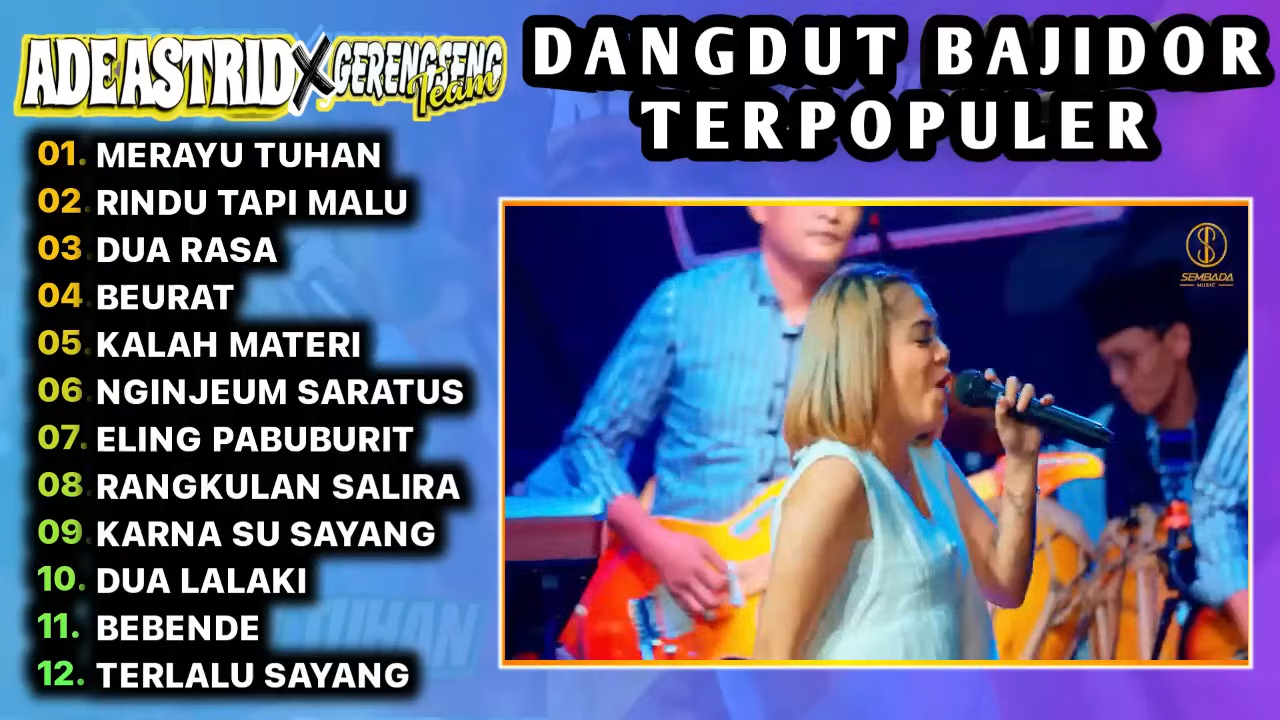 ADE ASTRID X GERENGSENG Team
DANGDUT BAJIDOR
TERPOPULER
01. MERAYU TUHAN
02. RINDU TAPI MALU
03. DUA RASA
04. BEURAT
05. KALAH MATERI
06. NGINJEUM SARATUS
07. ELING PABUBURIT
08. RANGKULAN SALIRA
09. KARNA SU SAYANG
10. DUA LALAKI
11. BEBENDE
12. TERLALU SAYANG
SEMBADA
MUSIC
TUHAN